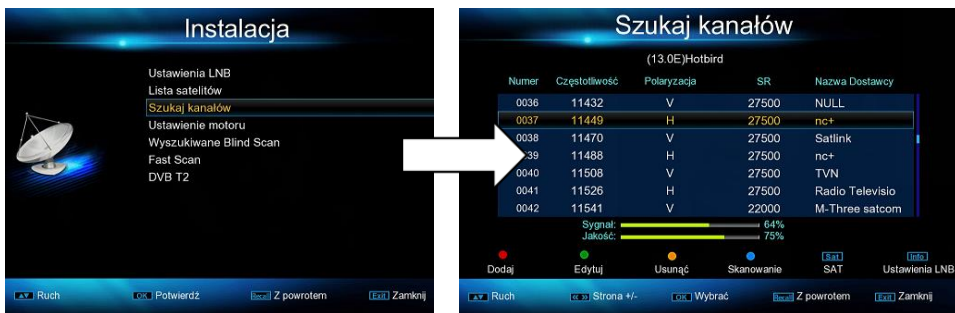 Instalacja
Ustawienia LNB
Lista satelitów
Szukaj kanałów
Ustawienie motoru
Wyszukiwane Blind Scan
Fast Scan
DVB T2
▲▼ Ruch OK Potwierdź Recall Z powrotem Exit Zamknij
Szukaj kanałów
(13.0E)Hotbird
Numer Częstotliwość Polaryzacja SR Nazwa Dostawcy
0036 11432 V 27500 NULL
0037 11449 H 27500 nc+
0038 11470 V 27500 Satlink
39 11488 H 27500 nc+
0040 11508 V 27500 TVN
0041 11526 H 27500 Radio Televisio
0042 11541 V 22000 M-Three satcom
Sygnał: 64%
Jakość: 75%
Dodaj Edytuj Usunąć Skanowanie Sat SAT Info Ustawienia LNB
▲▼ Ruch Strona +/- OK Wybrać Recall Z powrotem Exit Zamknij